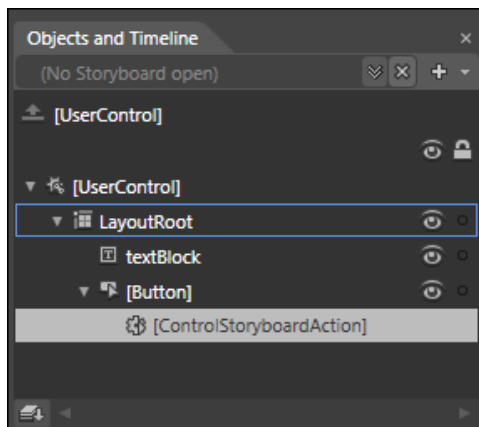 Objects and Timeline
(No Storyboard open)
[UserControl]
[UserControl]
LayoutRoot
T textBlock
[Button]
[ControlStoryboardAction]